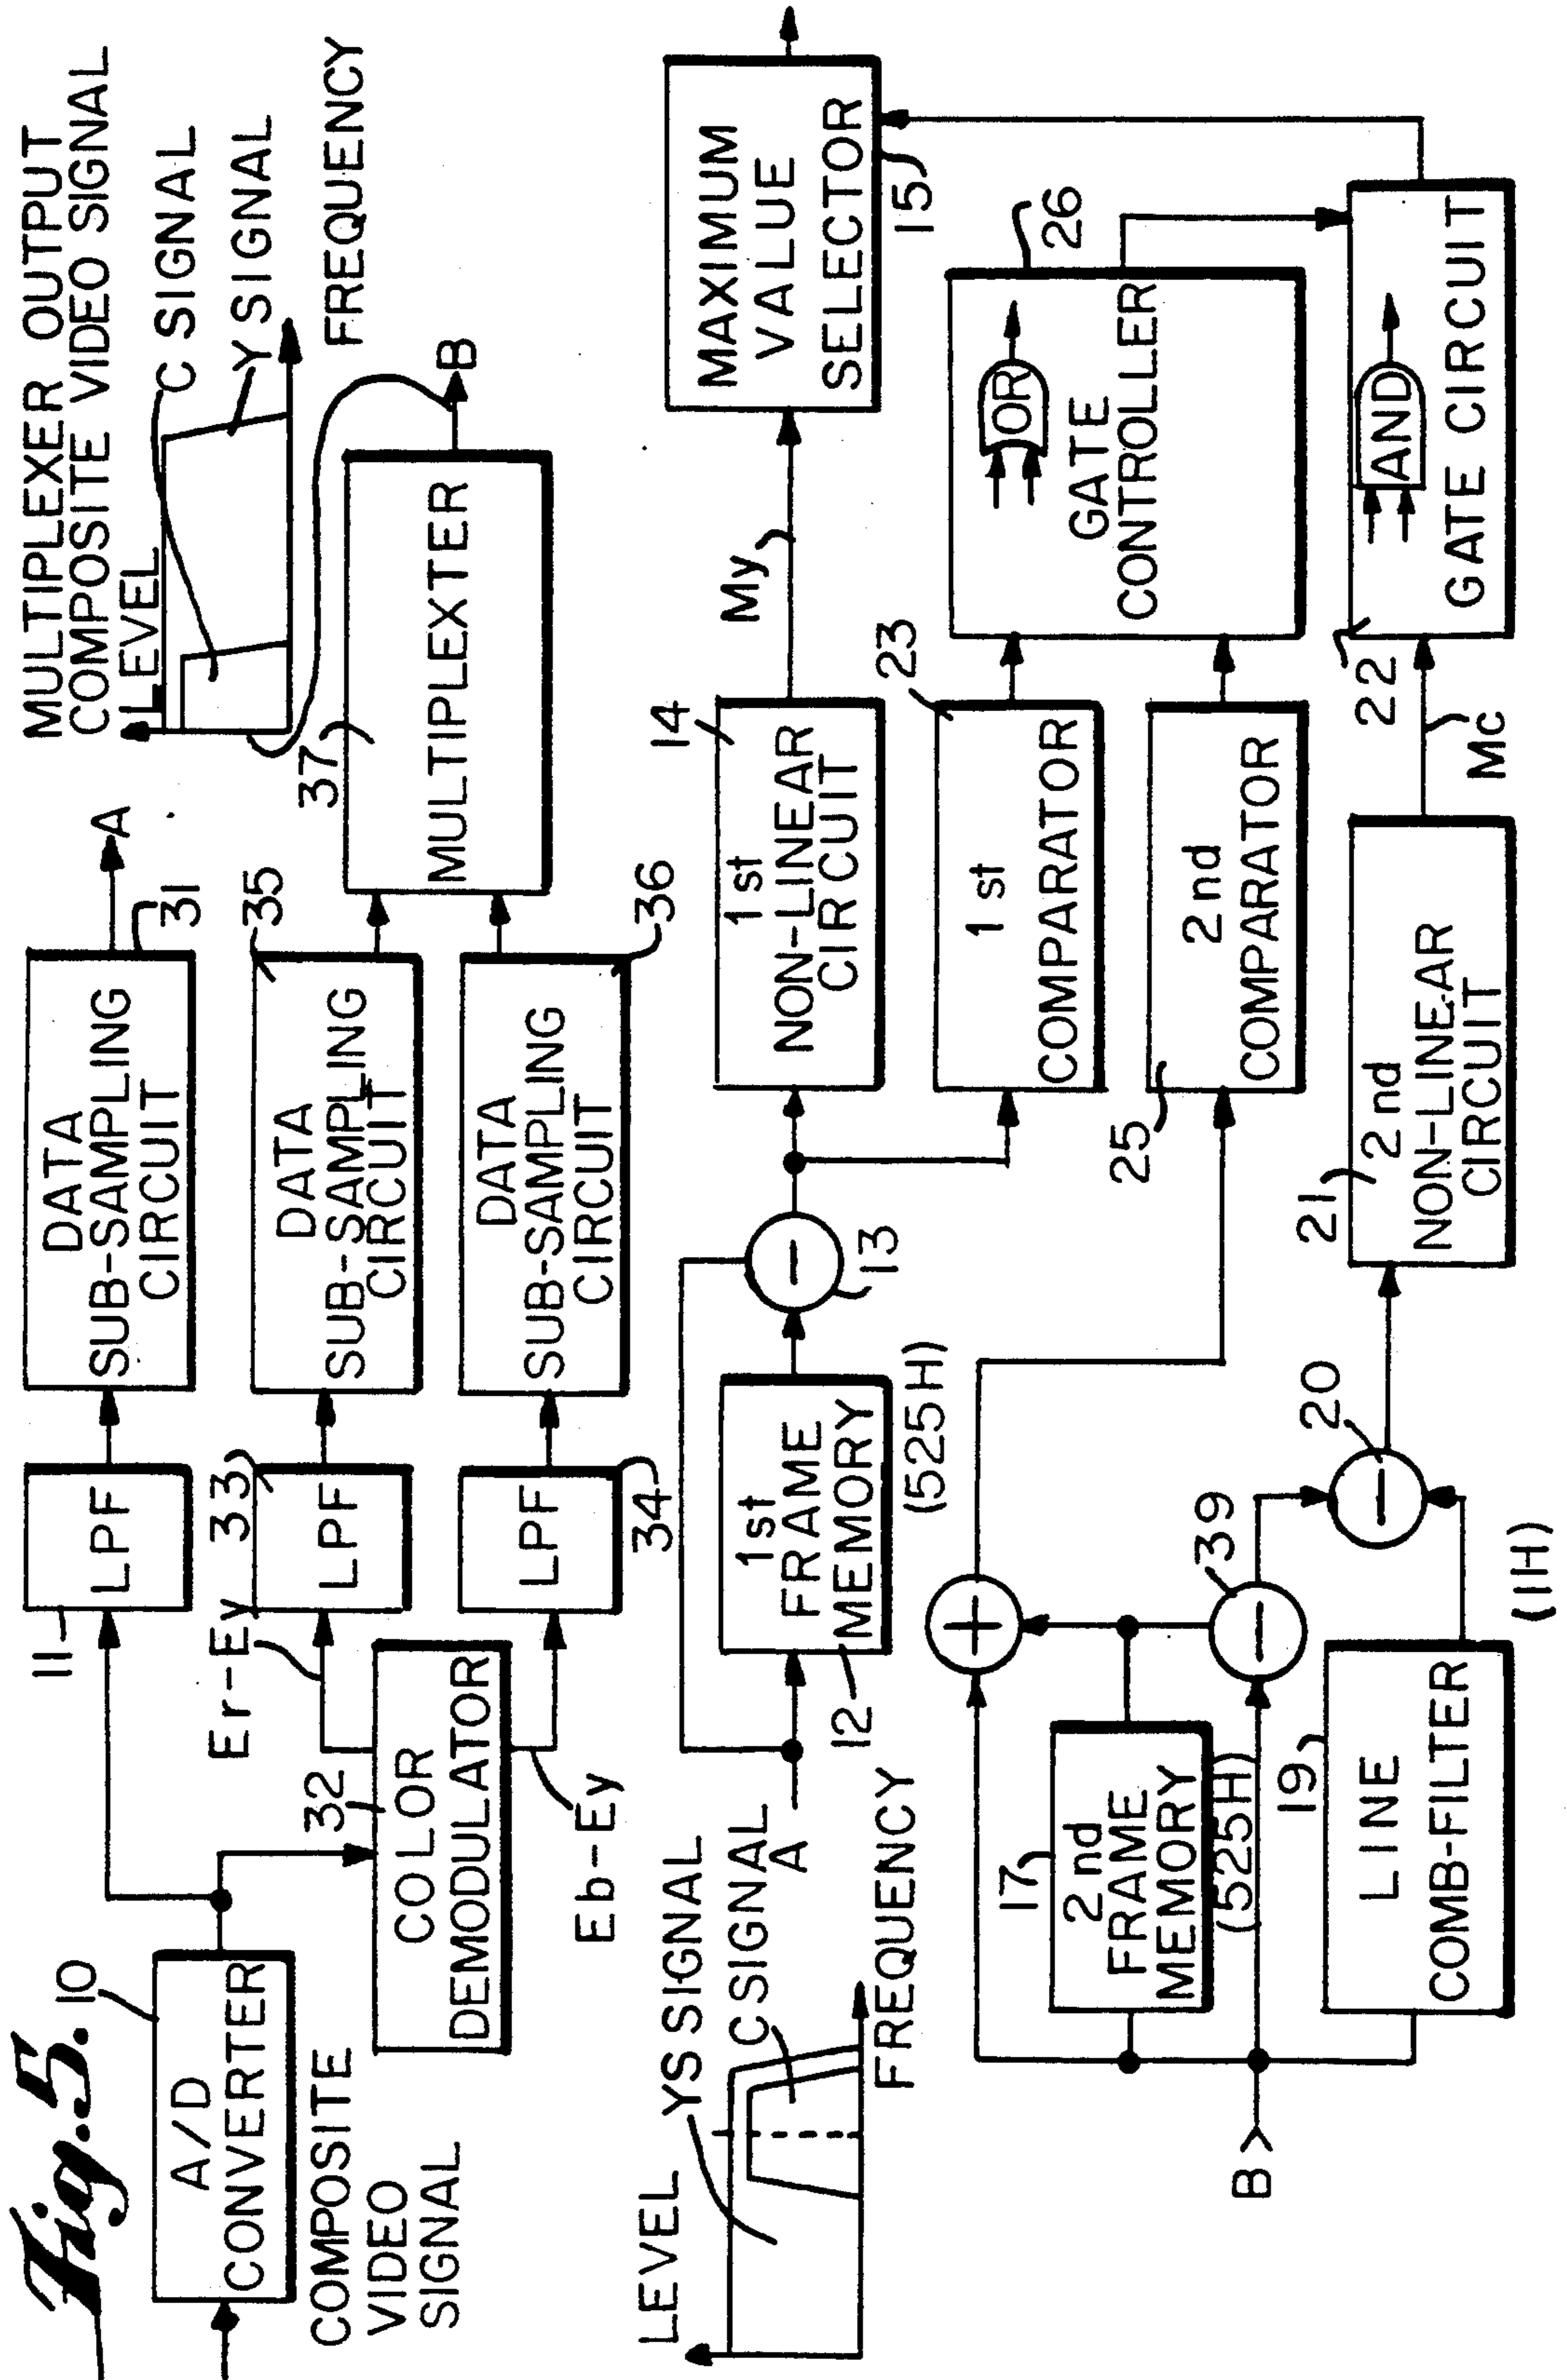 Fig. 5.
10
A/D
CONVERTER
COMPOSITE
VIDEO
SIGNAL
11
LPF
DATA
SUB-SAMPLING
CIRCUIT
31
A
32
COLOR
DEMODULATOR
Er-Ey
Eb-Ey
33
LPF
DATA
SUB-SAMPLING
CIRCUIT
35
34
LPF
DATA
SUB-SAMPLING
CIRCUIT
36
37
MULTIPLEXTER
B
MULTIPLEXER OUTPUT
COMPOSITE VIDEO SIGNAL
LEVEL
C SIGNAL
Y SIGNAL
FREQUENCY
LEVEL
YS SIGNAL
C SIGNAL
FREQUENCY
A
12
1st
FRAME
MEMORY
(525H)
13
14
1st
NON-LINEAR
CIRCUIT
My
MAXIMUM
VALUE
SELECTOR
15
23
1st
COMPARATOR
25
2nd
COMPARATOR
26
OR
GATE
CONTROLLER
B
17
2nd
FRAME
MEMORY
(525H)
39
19
LINE
COMB-FILTER
(1H)
20
21
2nd
NON-LINEAR
CIRCUIT
Mc
22
AND
GATE CIRCUIT